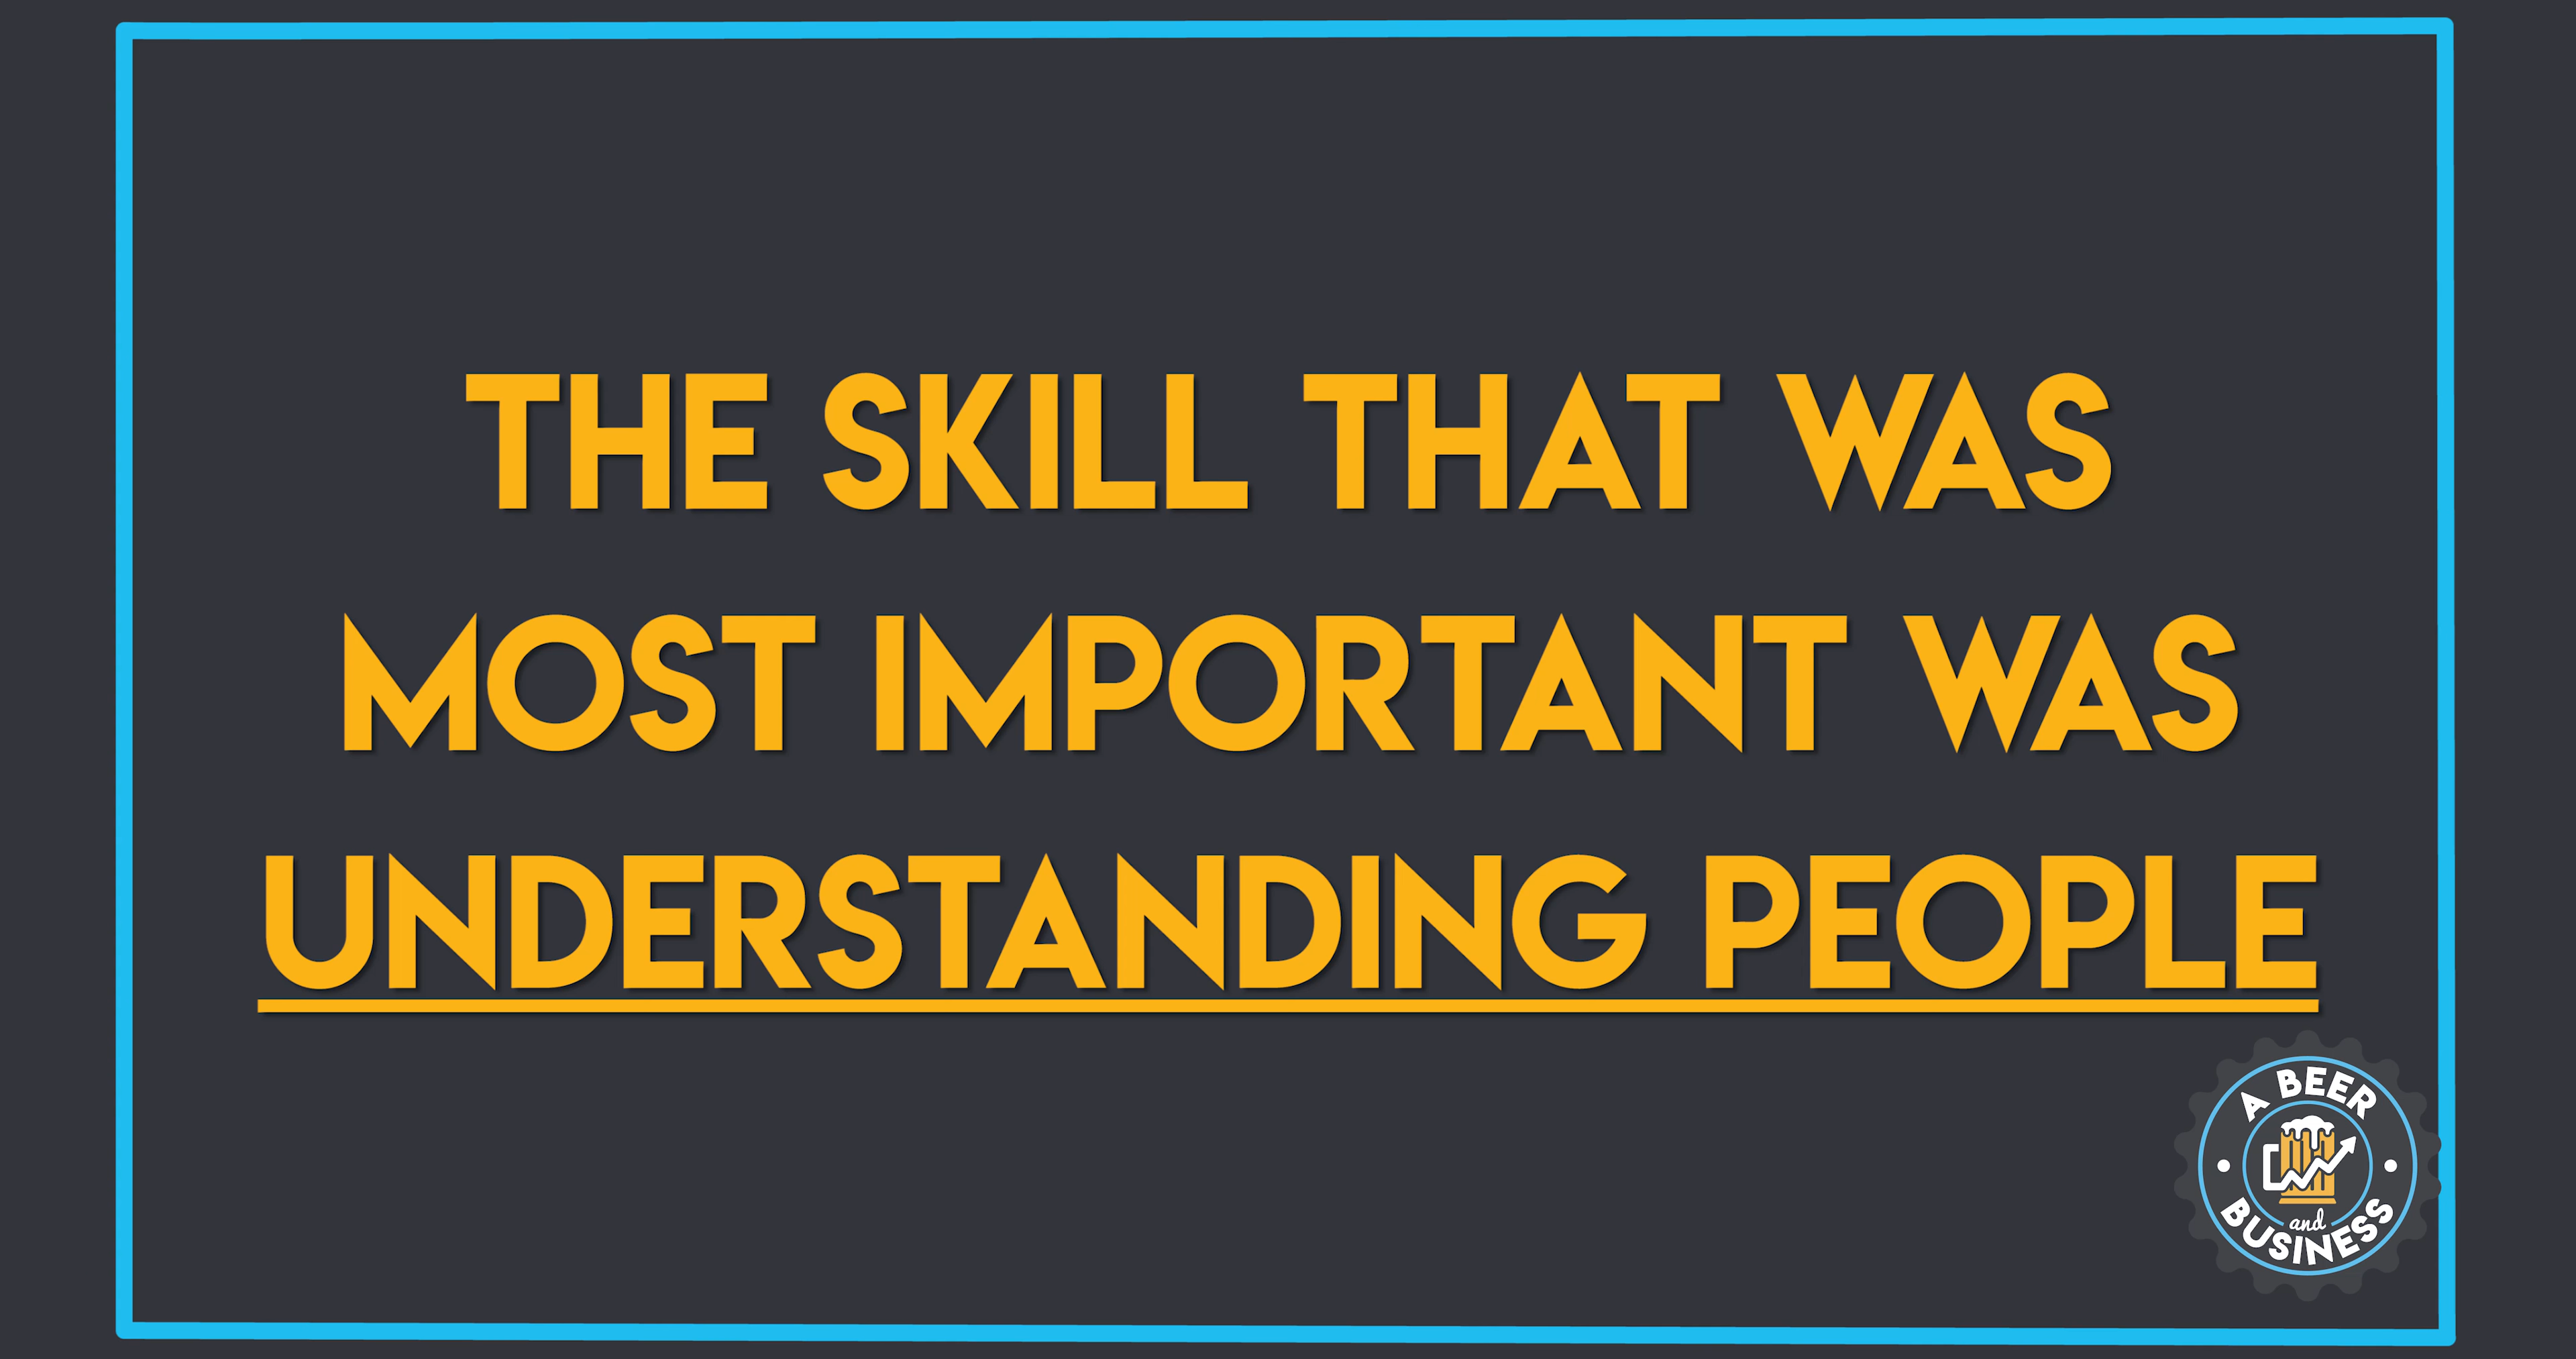 THE SKILL THAT WAS
MOST IMPORTANT WAS
UNDERSTANDING PEOPLE
A BEER
and
BUSINESS